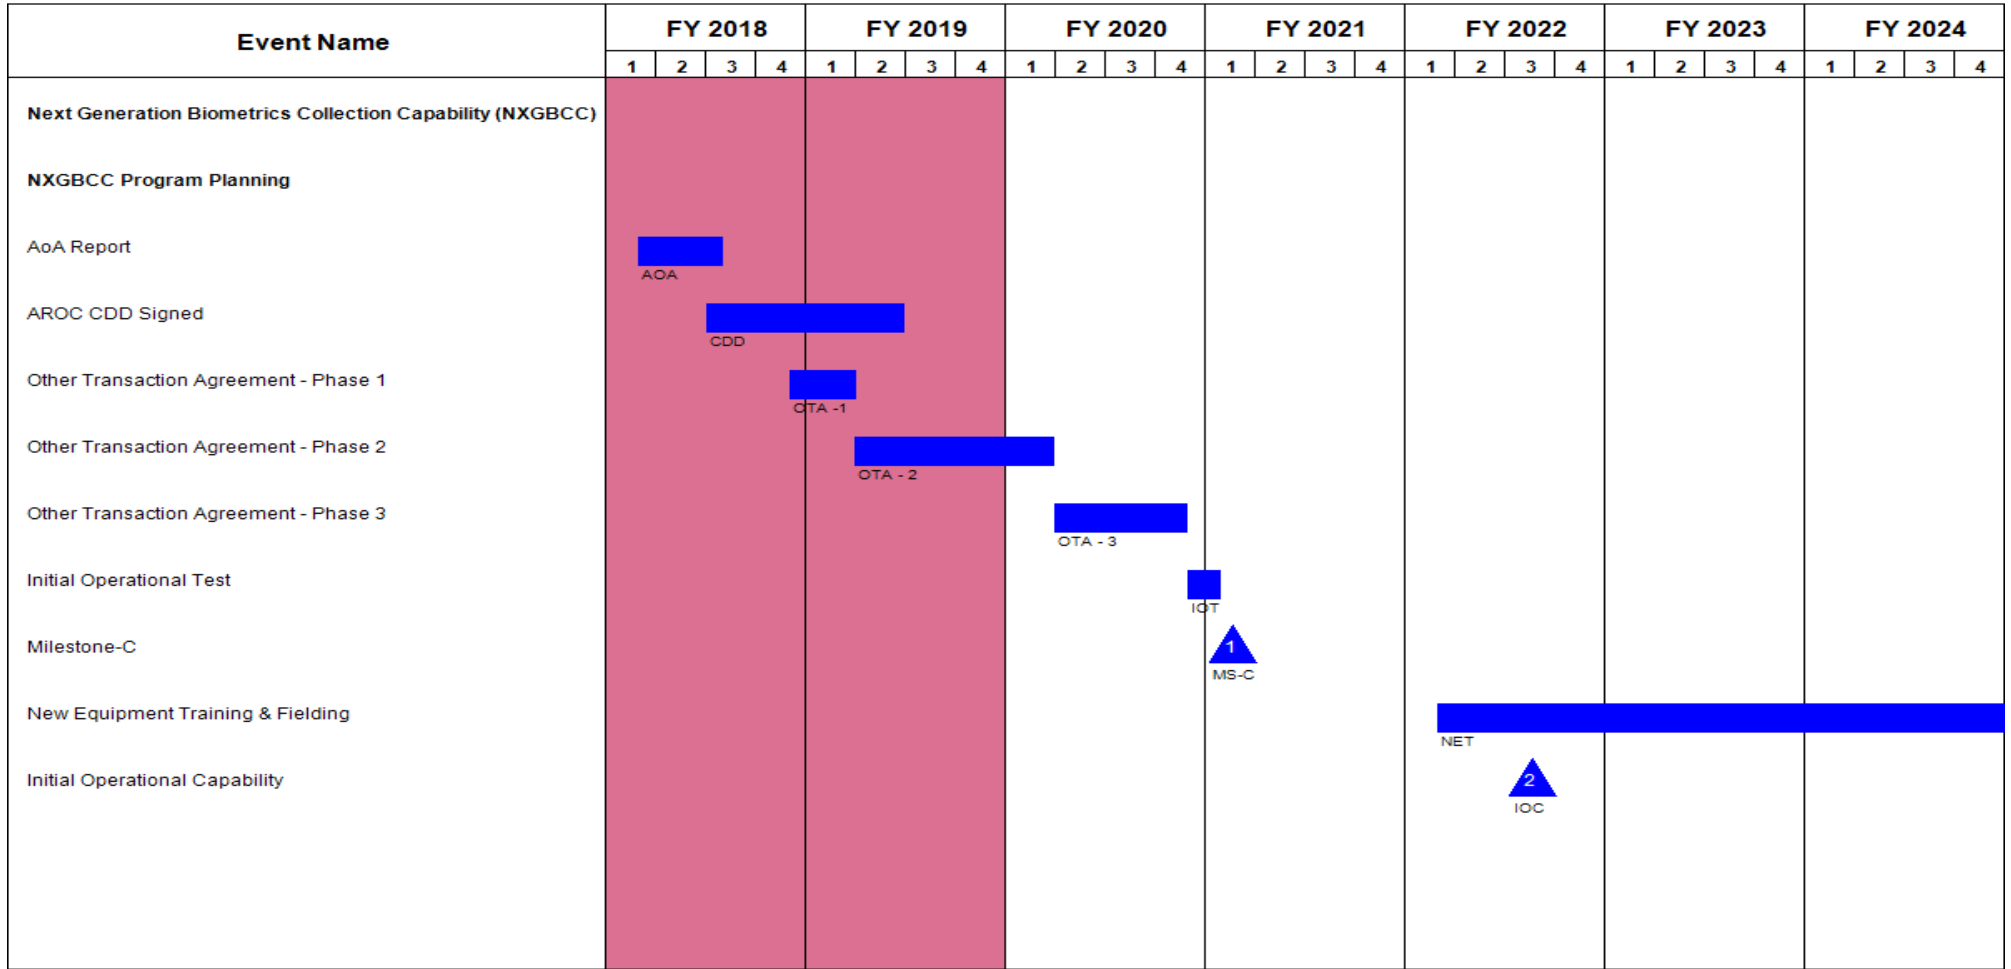 Event Name
FY 2018 FY 2019 FY 2020 FY 2021 FY 2022 FY 2023 FY 2024
1 2 3 4 1 2 3 4 1 2 3 4 1 2 3 4 1 2 3 4 1 2 3 4 1 2 3 4
Next Generation Biometrics Collection Capability (NXGBCC)
NXGBCC Program Planning
AoA Report
AOA
AROC CDD Signed
CDD
Other Transaction Agreement - Phase 1
OTA -1
Other Transaction Agreement - Phase 2
OTA - 2
Other Transaction Agreement - Phase 3
OTA - 3
Initial Operational Test
IOT
Milestone-C
1
MS-C
New Equipment Training & Fielding
NET
Initial Operational Capability
2
IOC